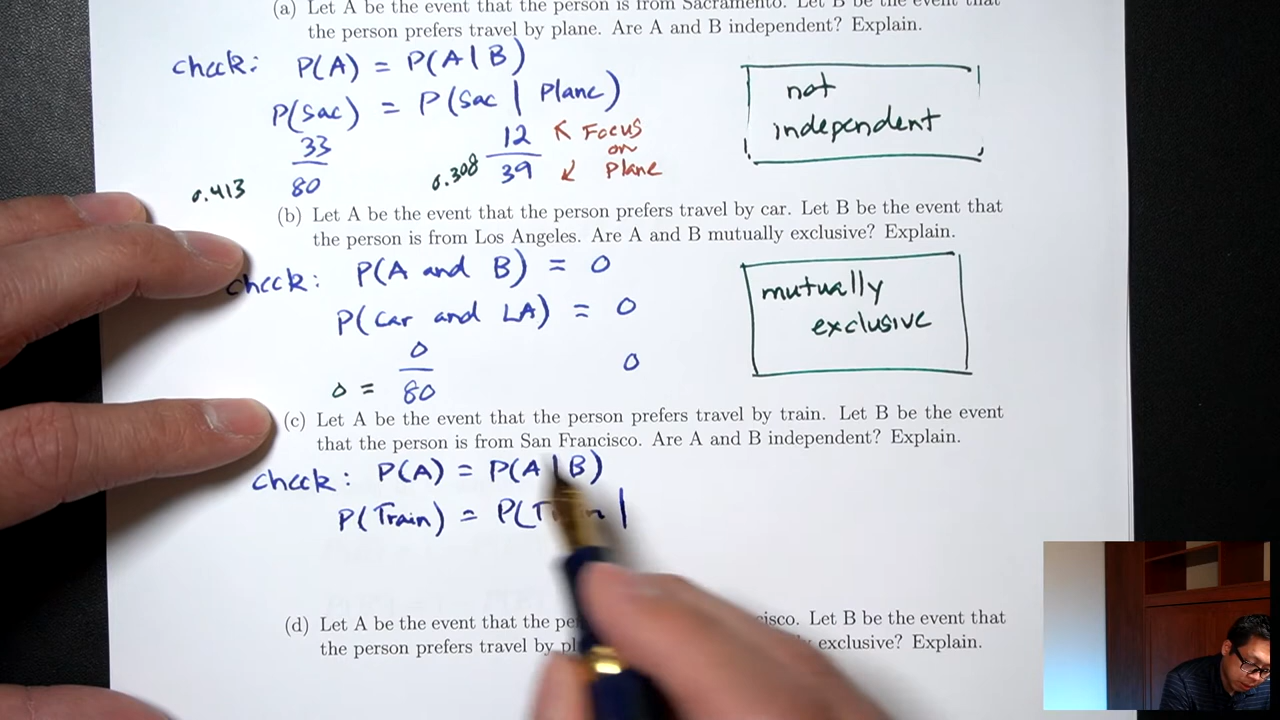 (a) Let A be the event that the person is from Sacramento. Let B be the event that
the person prefers travel by plane. Are A and B independent? Explain.
check: P(A) = P(A | B)
P(Sac) = P(Sac | Plane)
33
80
0.413
12
39
0.308
↖ Focus
on
↙ Plane
not
independent
(b) Let A be the event that the person prefers travel by car. Let B be the event that
the person is from Los Angeles. Are A and B mutually exclusive? Explain.
check: P(A and B) = 0
P(Car and LA) = 0
0
0 = 80
0
mutually
exclusive
(c) Let A be the event that the person prefers travel by train. Let B be the event
that the person is from San Francisco. Are A and B independent? Explain.
check: P(A) = P(A | B)
P(Train) = P(T n |
(d) Let A be the event that the pe isco. Let B be the event that
the person prefers travel by pl exclusive? Explain.